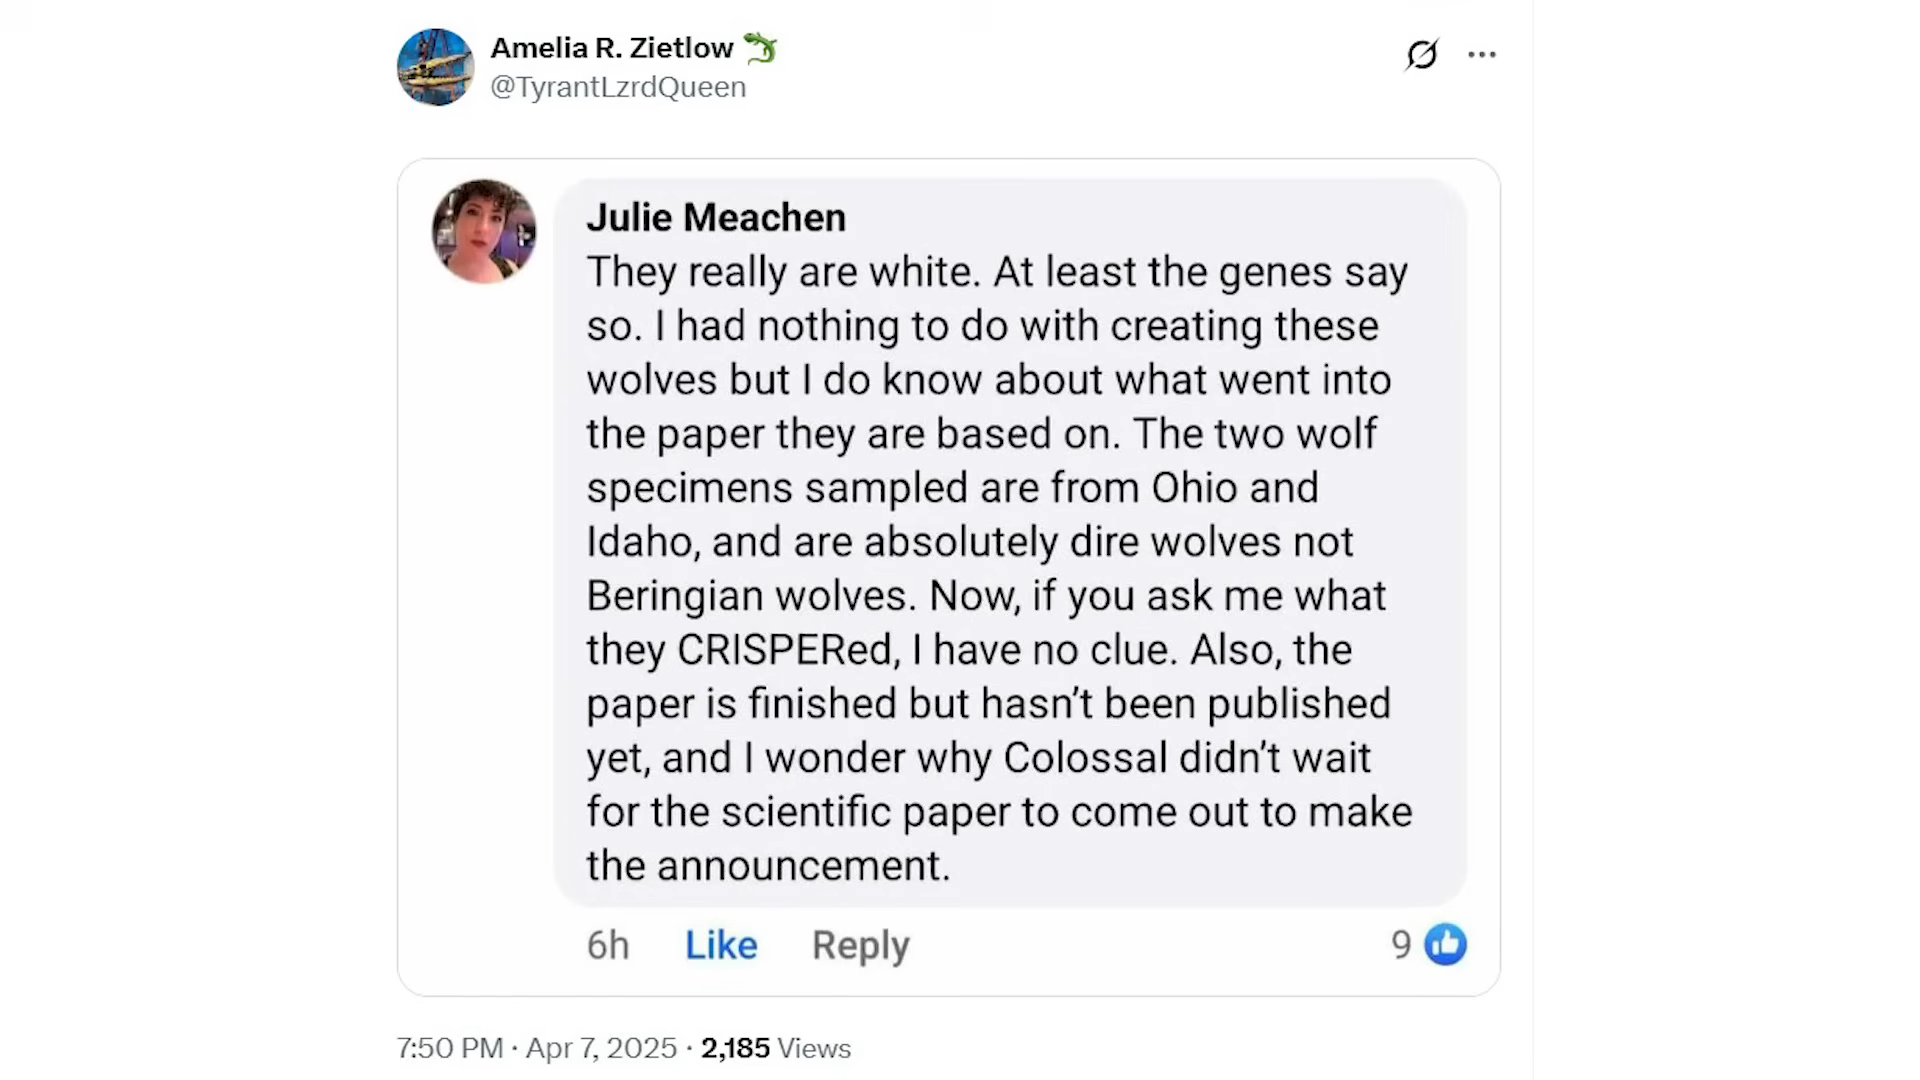 Amelia R. Zietlow 🦎
@TyrantLzrdQueen
Julie Meachen
They really are white. At least the genes say
so. I had nothing to do with creating these
wolves but I do know about what went into
the paper they are based on. The two wolf
specimens sampled are from Ohio and
Idaho, and are absolutely dire wolves not
Beringian wolves. Now, if you ask me what
they CRISPERed, I have no clue. Also, the
paper is finished but hasn’t been published
yet, and I wonder why Colossal didn’t wait
for the scientific paper to come out to make
the announcement.
6h Like Reply 9
7:50 PM · Apr 7, 2025 · 2,185 Views